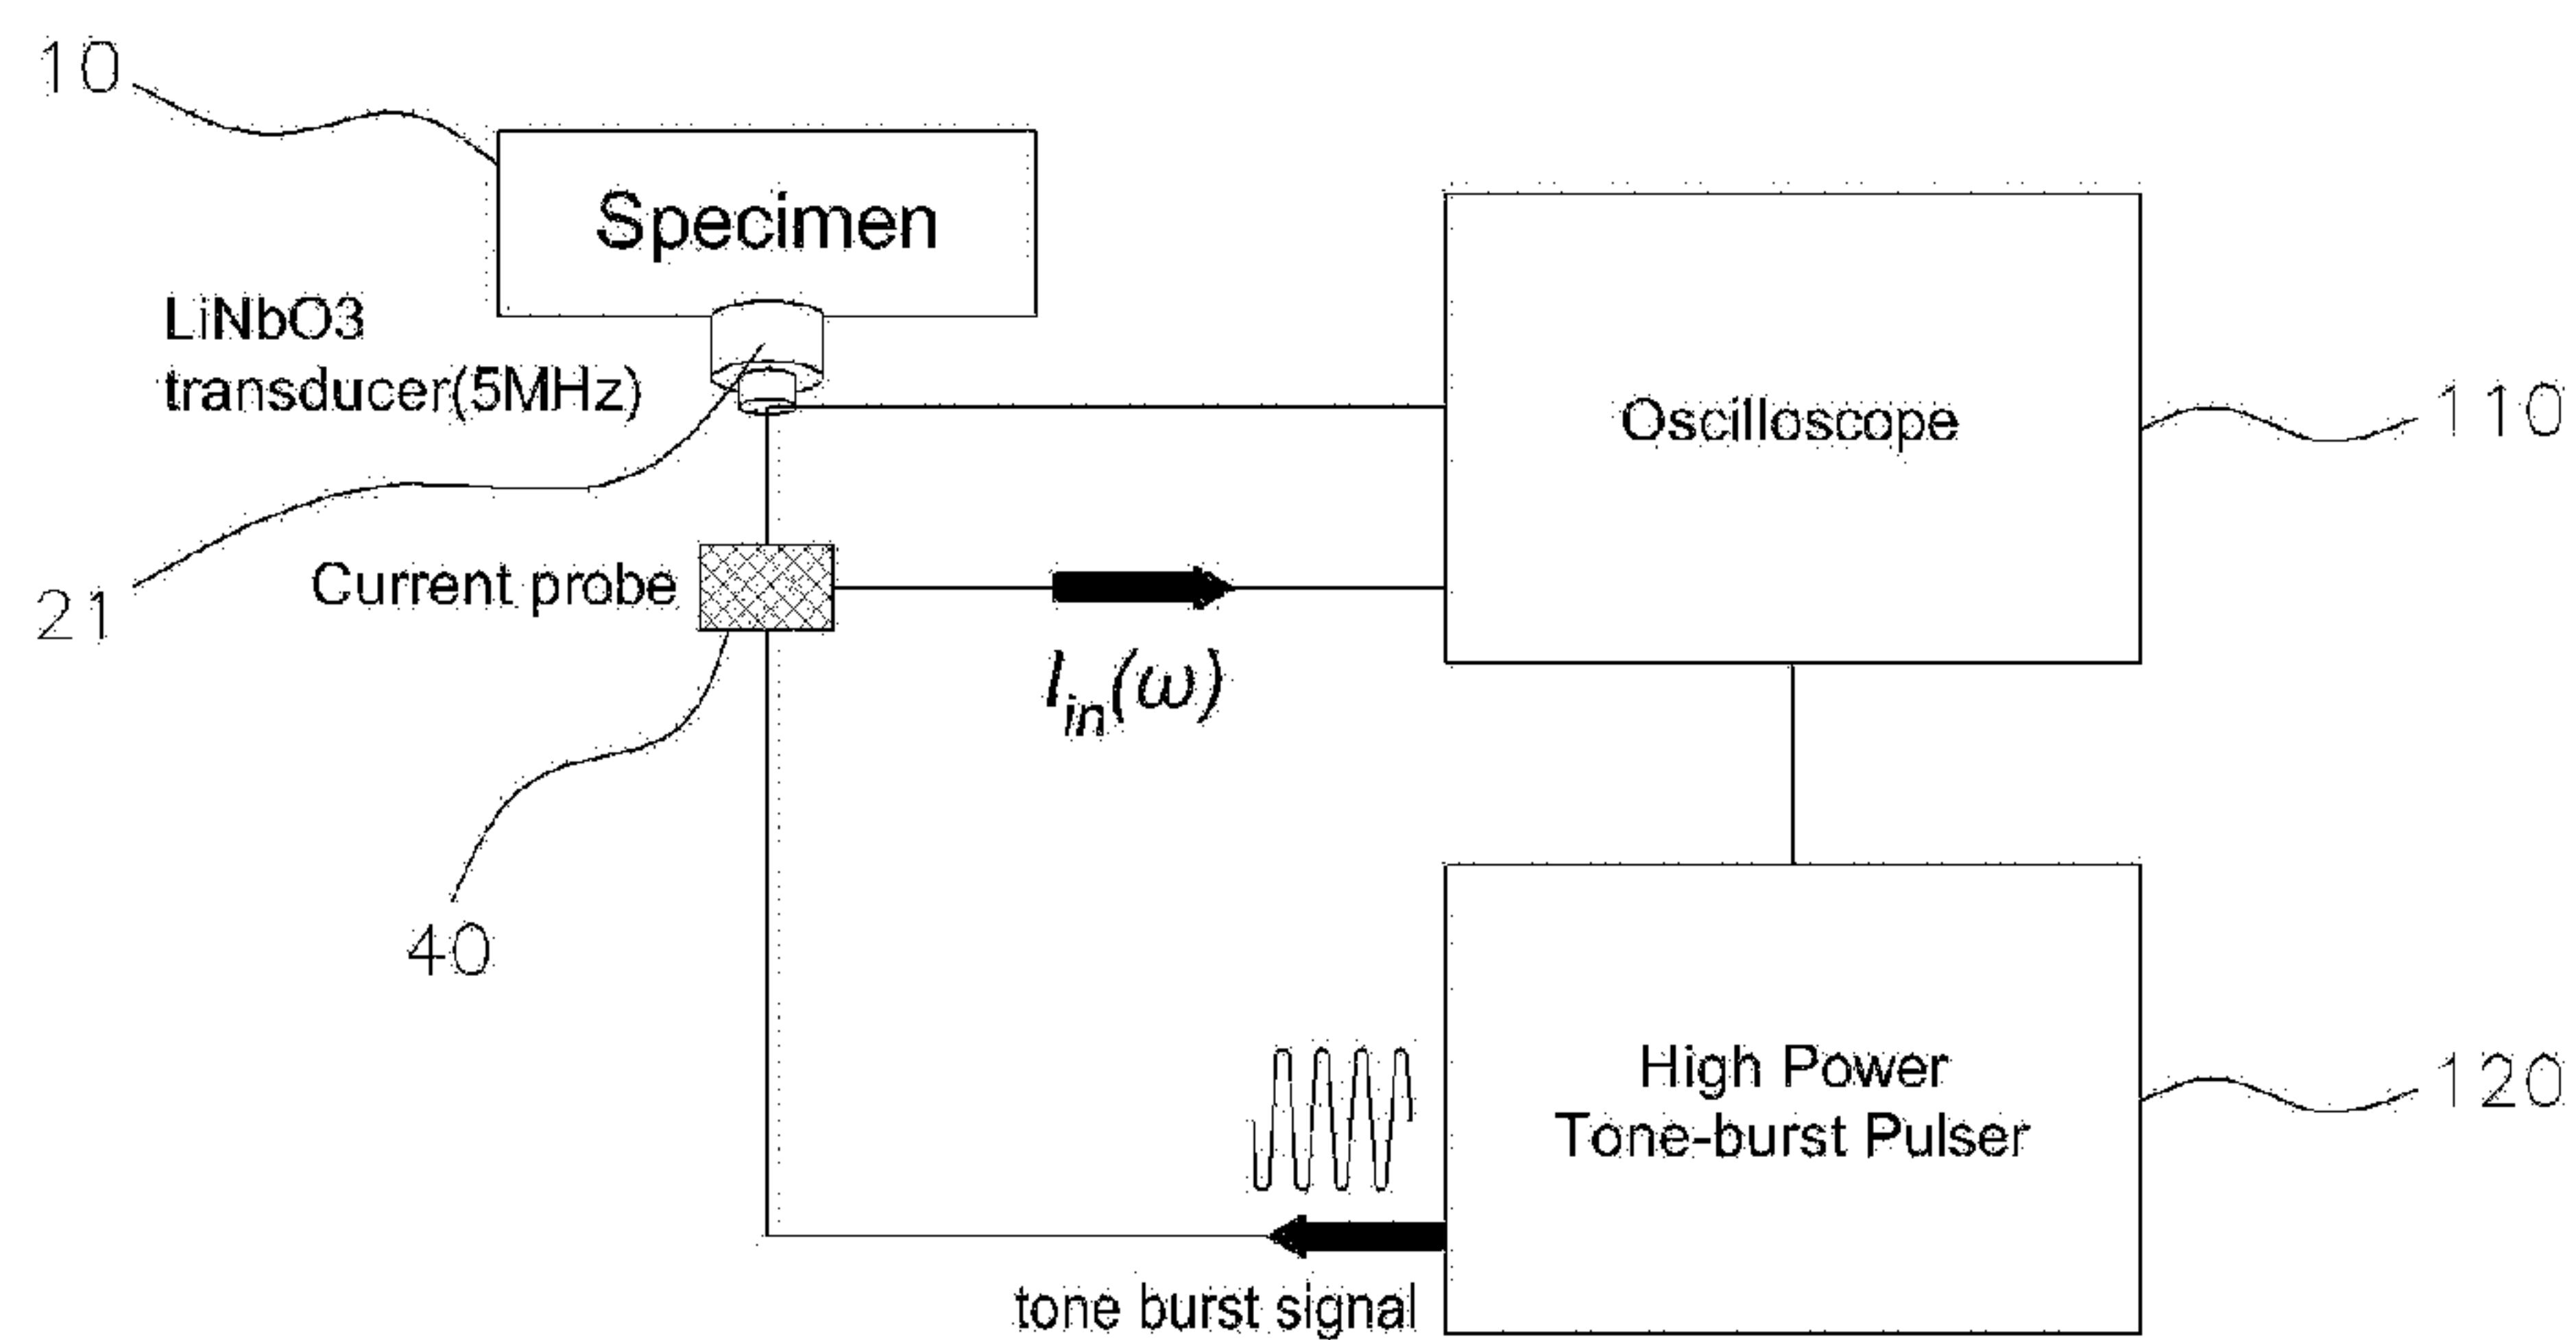 10
Specimen
LiNbO3
transducer(5MHz)
Oscilloscope
110
21
Current probe
I_in(ω)
40
High Power
Tone-burst Pulser
120
tone burst signal